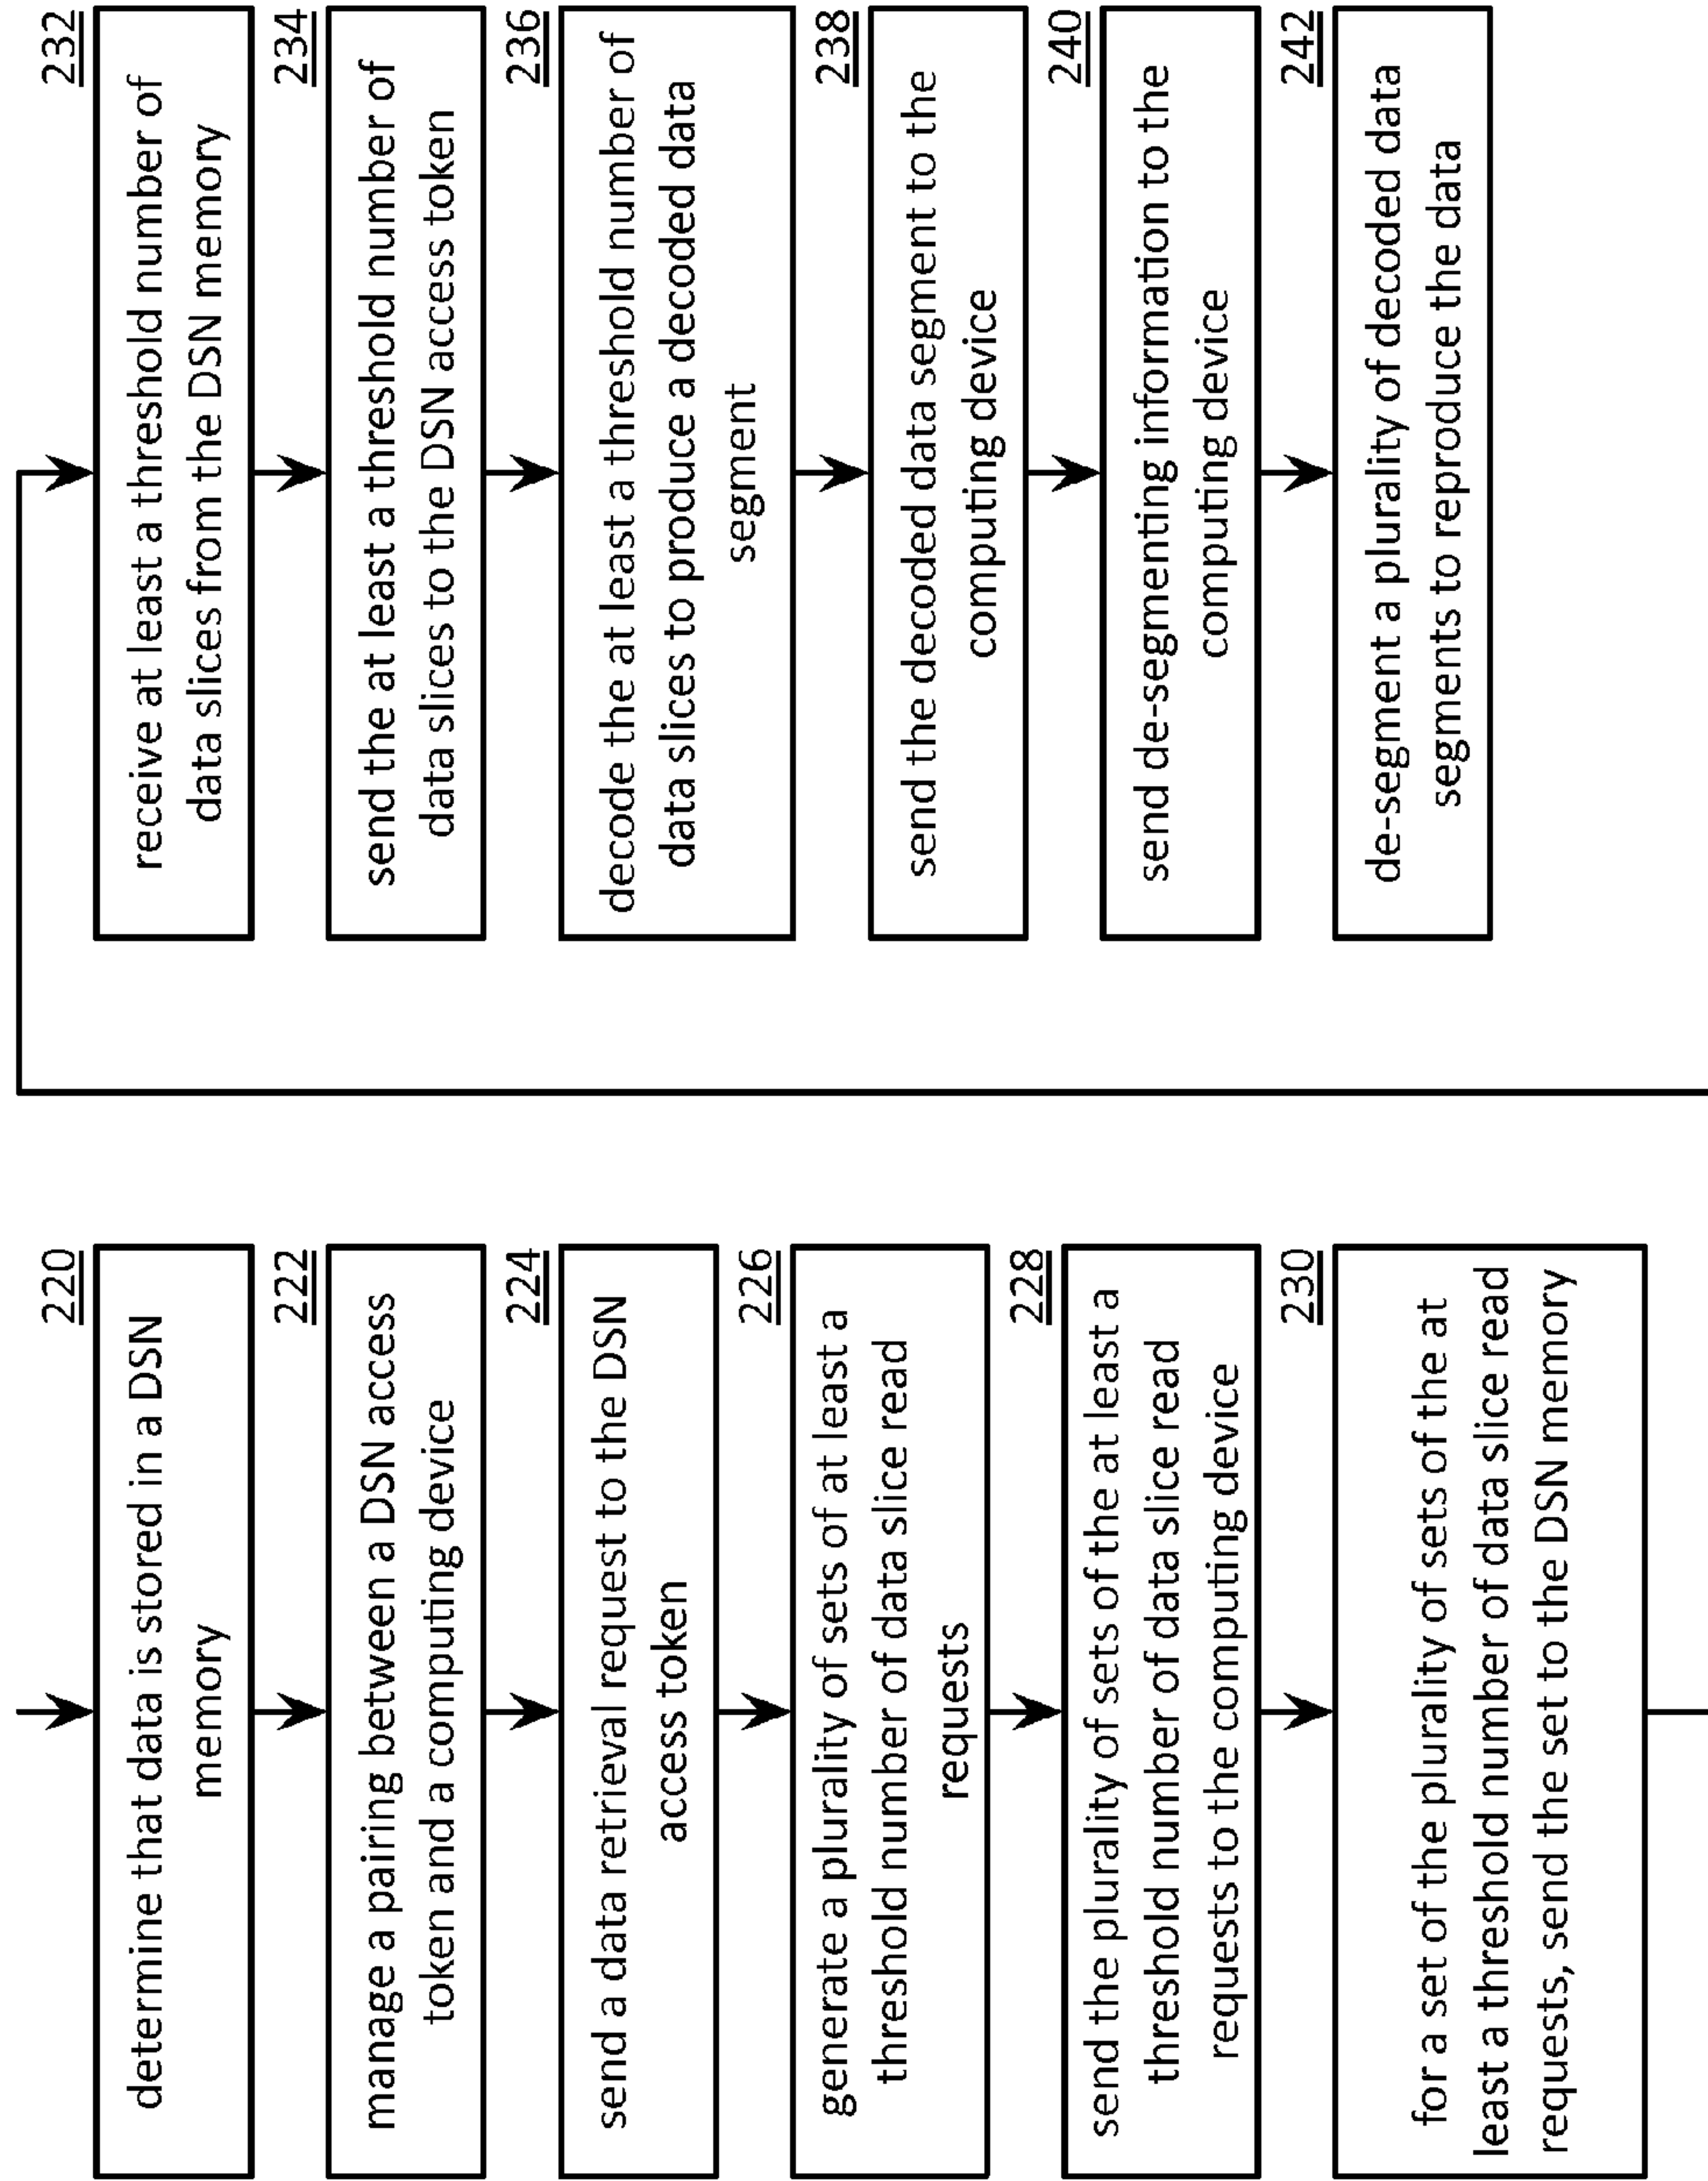 220
determine that data is stored in a DSN
memory
222
manage a pairing between a DSN access
token and a computing device
224
send a data retrieval request to the DSN
access token
226
generate a plurality of sets of at least a
threshold number of data slice read
requests
228
send the plurality of sets of the at least a
threshold number of data slice read
requests to the computing device
230
for a set of the plurality of sets of the at
least a threshold number of data slice read
requests, send the set to the DSN memory
232
receive at least a threshold number of
data slices from the DSN memory
234
send the at least a threshold number of
data slices to the DSN access token
236
decode the at least a threshold number of
data slices to produce a decoded data
segment
238
send the decoded data segment to the
computing device
240
send de-segmenting information to the
computing device
242
de-segment a plurality of decoded data
segments to reproduce the data